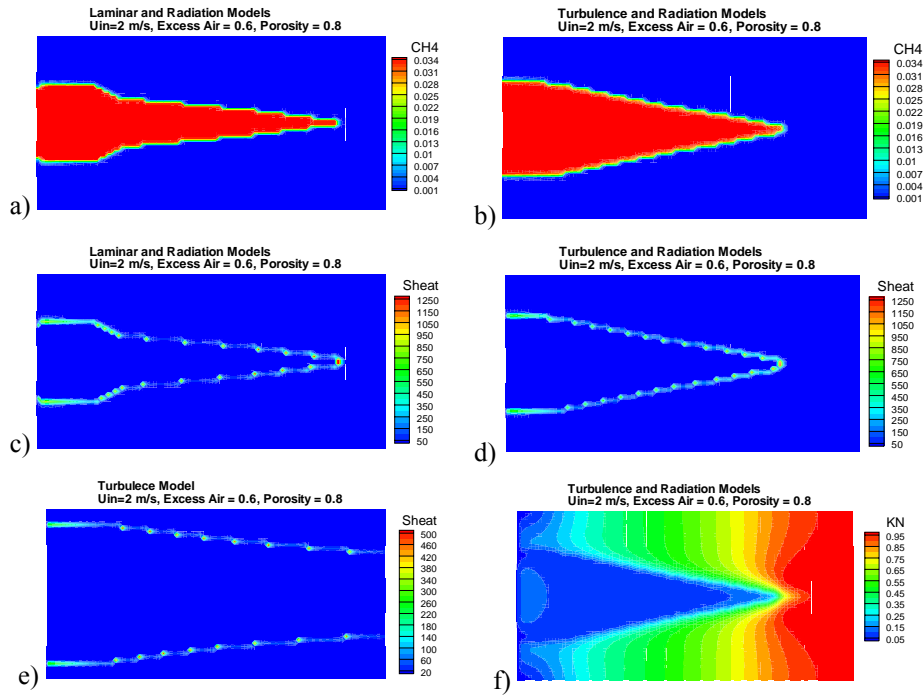 Laminar and Radiation Models
Uin=2 m/s, Excess Air = 0.6, Porosity = 0.8
CH4
0.034
0.028
0.022
0.019
0.016
0.013
0.01
0.007
0.004
0.001
a)
Turbulence and Radiation Models
Uin=2 m/s, Excess Air = 0.6, Porosity = 0.8
CH4
0.034
0.028
0.022
0.019
0.016
0.013
0.01
0.007
0.004
0.001
b)
Laminar and Radiation Models
Uin=2 m/s, Excess Air = 0.6, Porosity = 0.8
Sheat
1250
1150
1050
950
850
750
650
550
450
350
250
150
50
c)
Turbulence and Radiation Models
Uin=2 m/s, Excess Air = 0.6, Porosity = 0.8
Sheat
1250
1150
1050
950
850
750
650
550
450
350
250
150
50
d)
Turbulece Model
Uin=2 m/s, Excess Air = 0.6, Porosity = 0.8
Sheat
500
460
420
380
340
300
260
220
180
140
100
60
20
e)
Turbulence and Radiation Models
Uin=2 m/s, Excess Air = 0.6, Porosity = 0.8
KN
0.95
0.85
0.75
0.65
0.55
0.45
0.35
0.25
0.15
0.05
f)